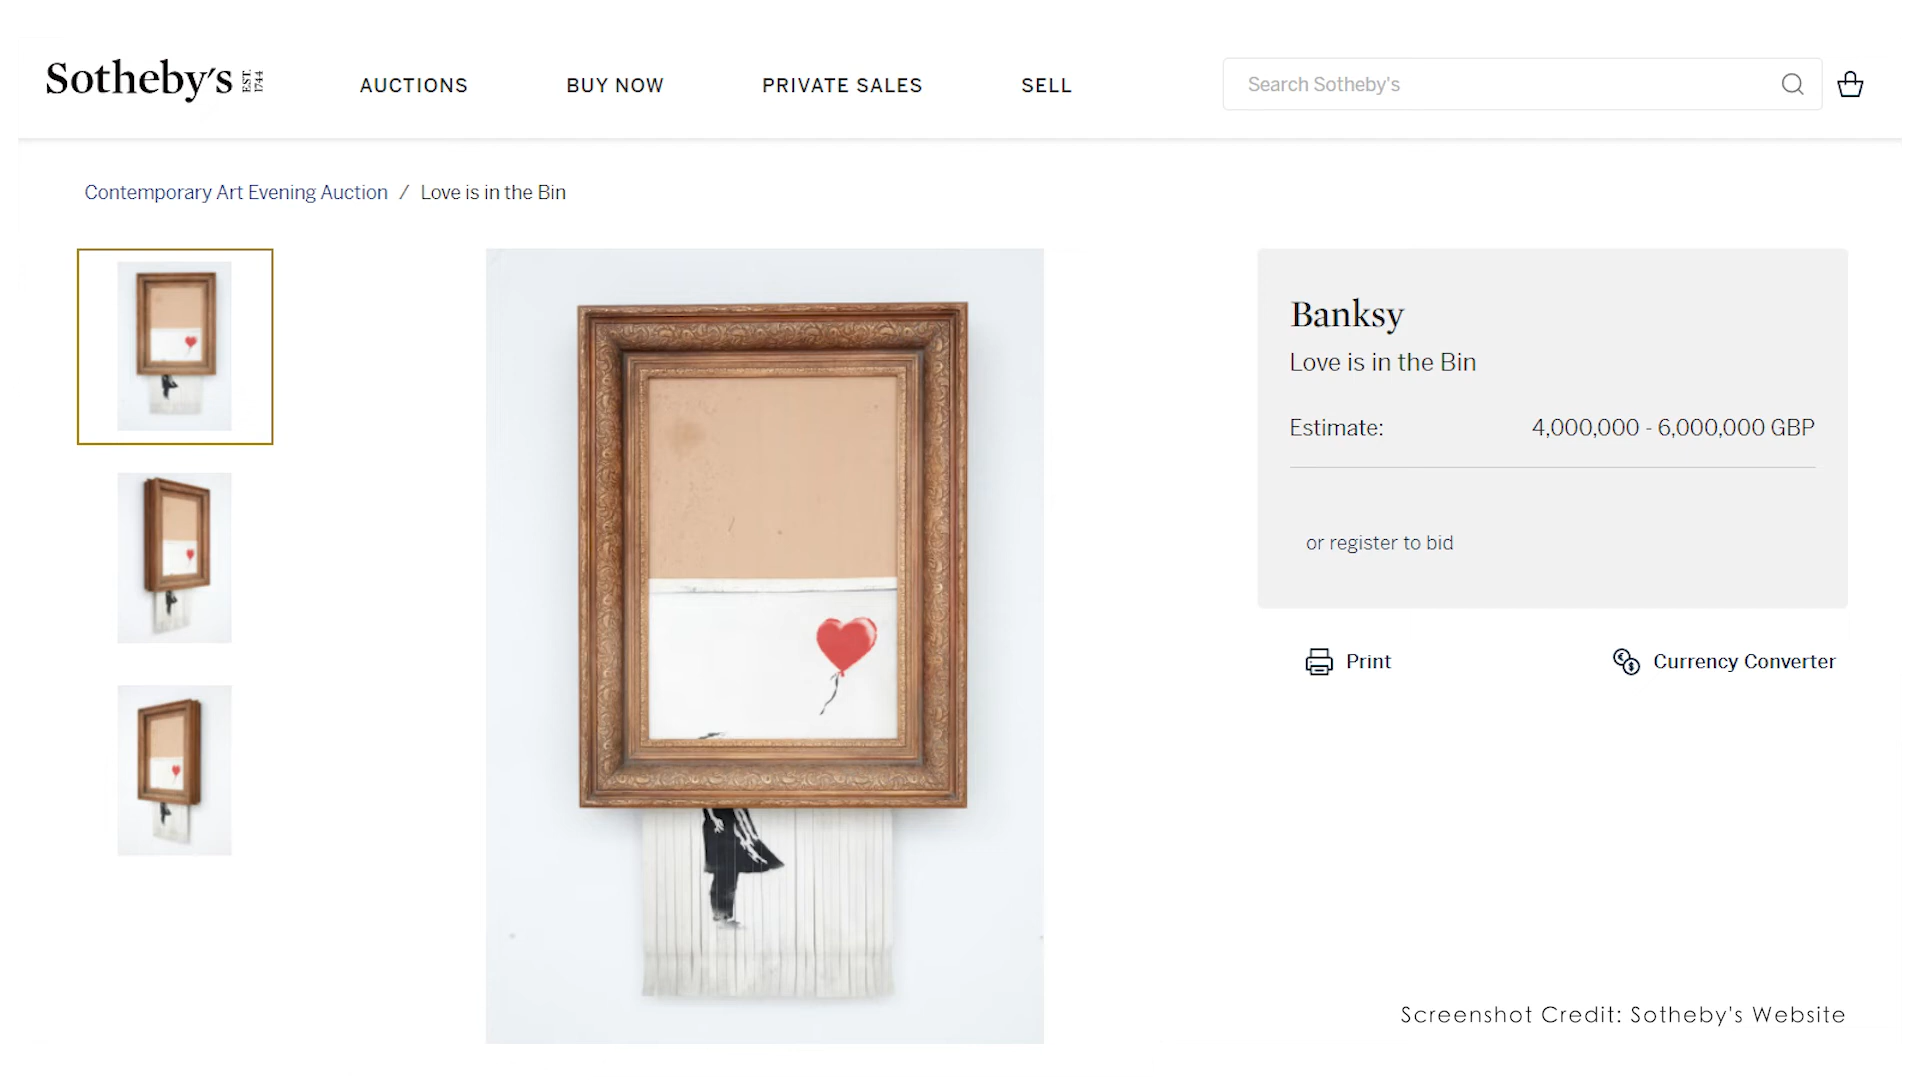 Sotheby's EST. 1744
AUCTIONS
BUY NOW
PRIVATE SALES
SELL
Search Sotheby's
Contemporary Art Evening Auction / Love is in the Bin
Banksy
Love is in the Bin
Estimate: 4,000,000 - 6,000,000 GBP
or register to bid
Print
Currency Converter
Screenshot Credit: Sotheby's Website